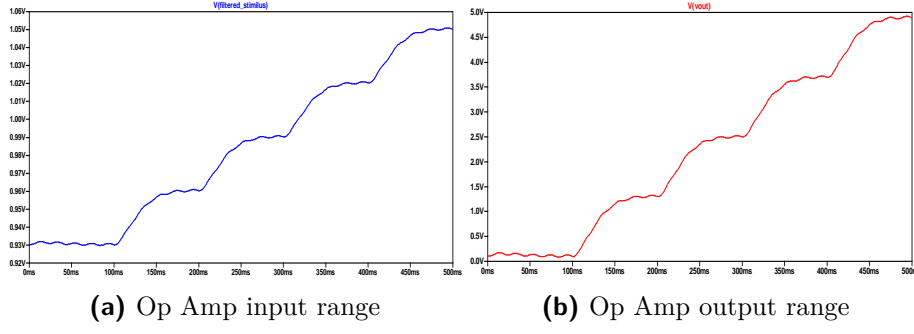 V(filtered_stimilus)
1.06V
1.05V
1.04V
1.03V
1.02V
1.01V
1.00V
0.99V
0.98V
0.97V
0.96V
0.95V
0.94V
0.93V
0.92V
0ms 50ms 100ms 150ms 200ms 250ms 300ms 350ms 400ms 450ms 500ms
(a) Op Amp input range
V(vout)
5.0V
4.5V
4.0V
3.5V
3.0V
2.5V
2.0V
1.5V
1.0V
0.5V
0.0V
0ms 50ms 100ms 150ms 200ms 250ms 300ms 350ms 400ms 450ms 500ms
(b) Op Amp output range